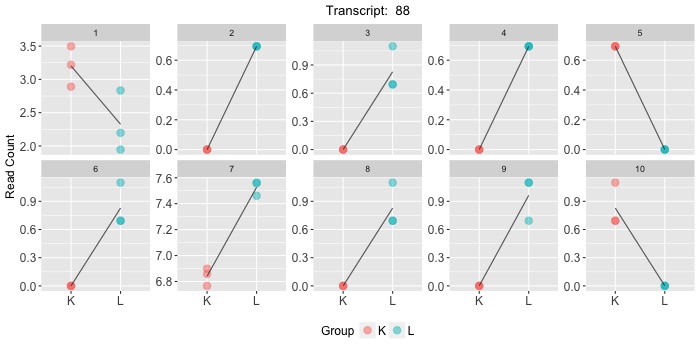 Transcript: 88
1 2 3 4 5
3.5 3.0 2.5 2.0
0.6 0.4 0.2 0.0
0.9 0.6 0.3 0.0
0.6 0.4 0.2 0.0
0.6 0.4 0.2 0.0
Read Count
6 7 8 9 10
0.9 0.6 0.3 0.0
7.6 7.4 7.2 7.0 6.8
0.9 0.6 0.3 0.0
0.9 0.6 0.3 0.0
0.9 0.6 0.3 0.0
K L K L K L K L K L
Group K L